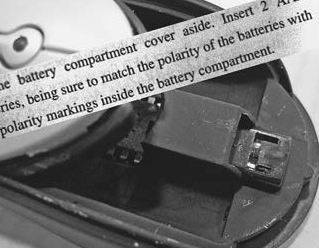 he battery compartment cover aside. Insert 2
ries, being sure to match the polarity of the batteries with
polarity markings inside the battery compartment.